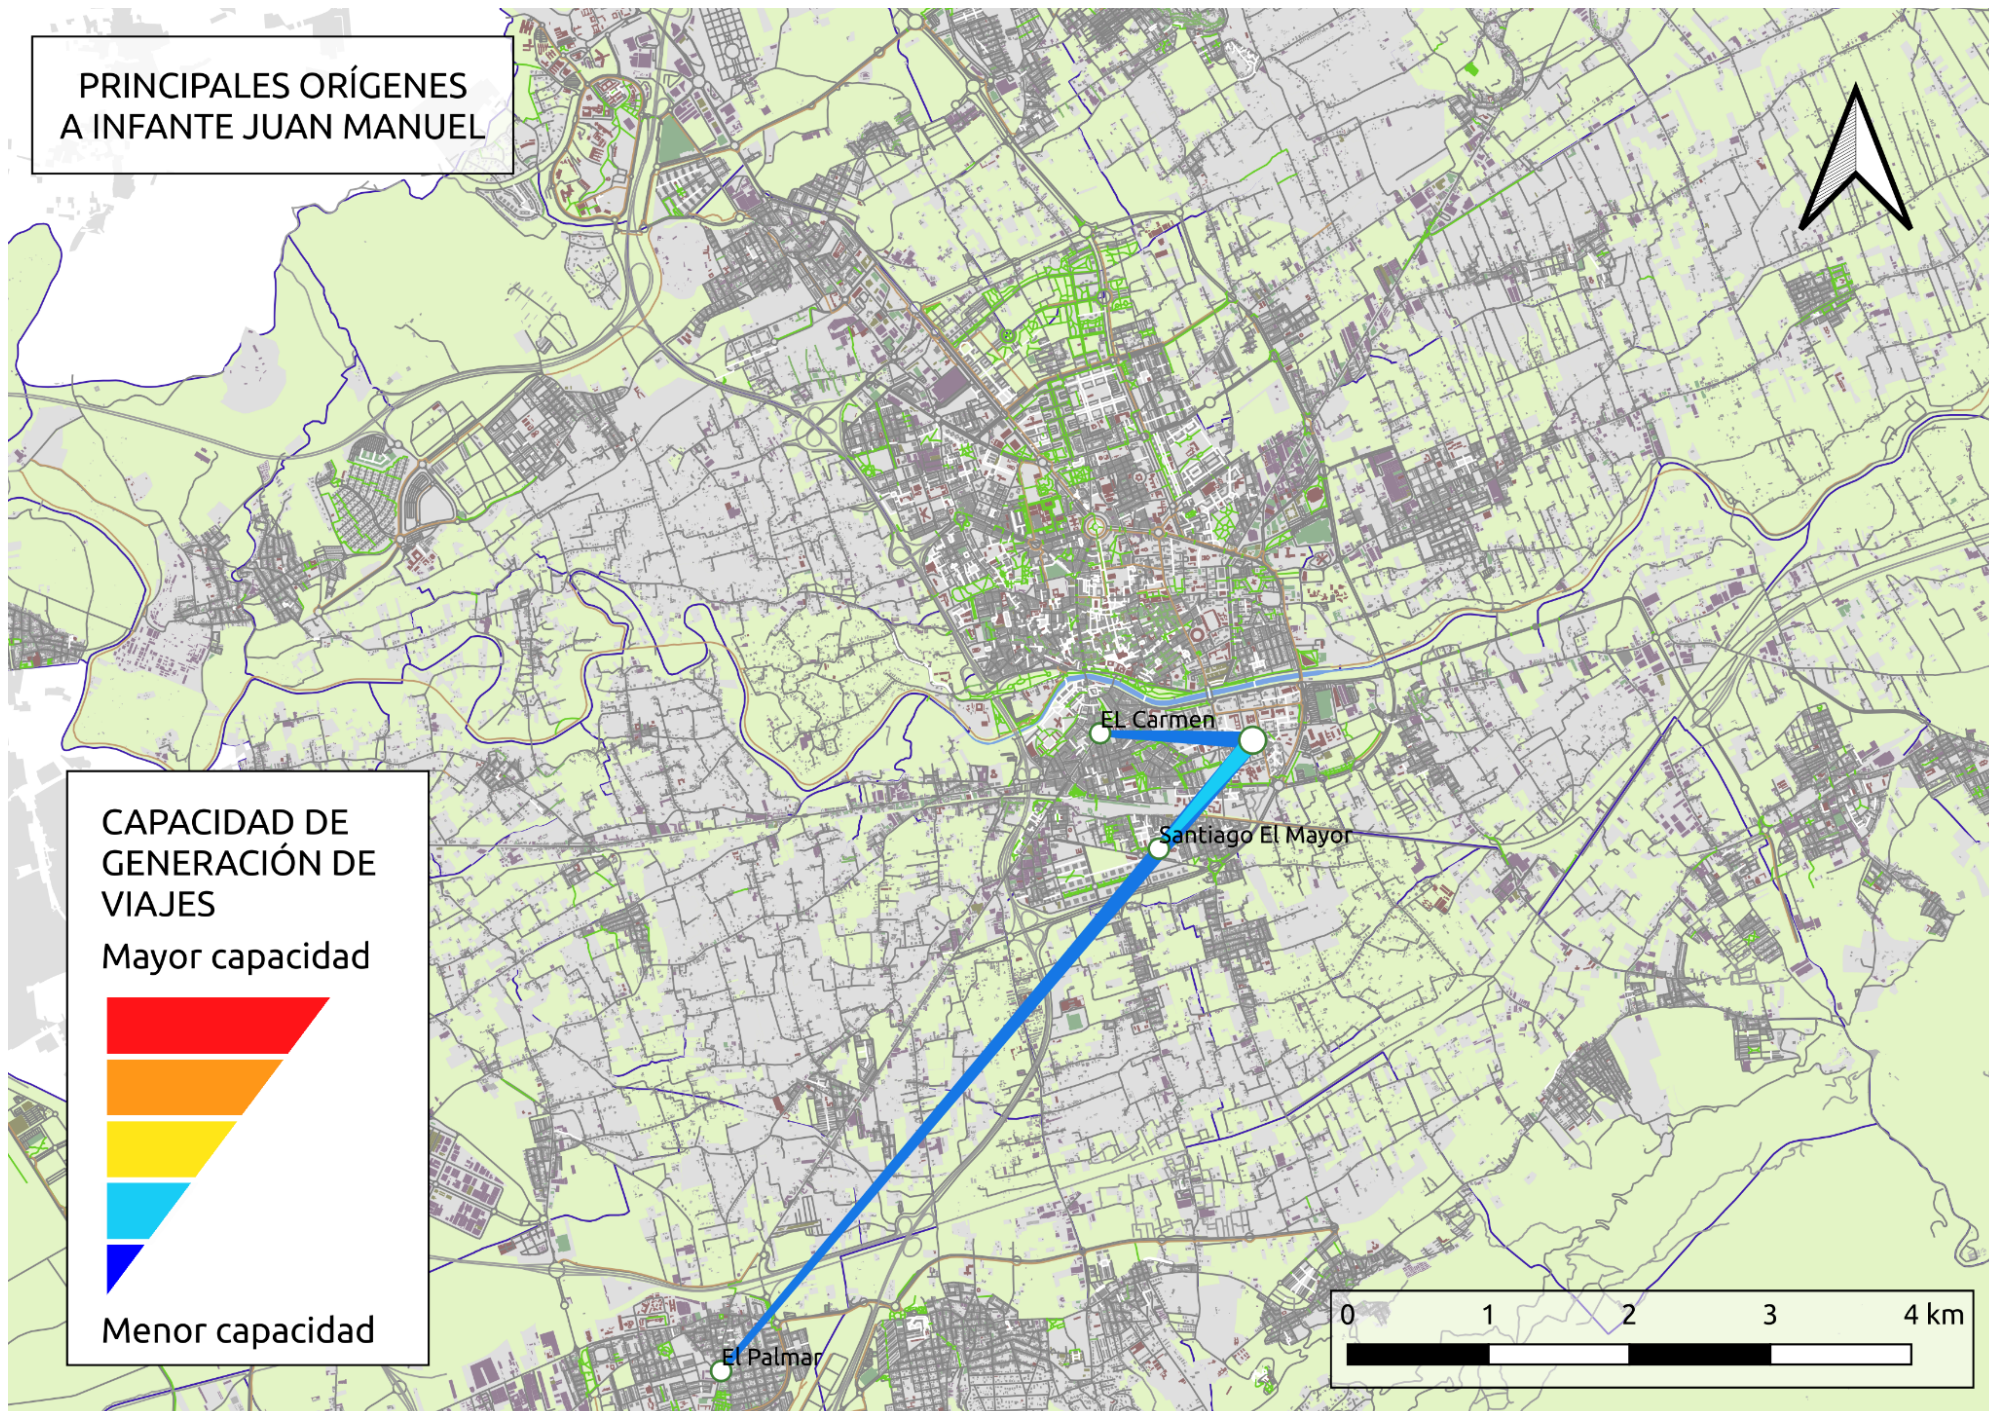 PRINCIPALES ORÍGENES
A INFANTE JUAN MANUEL
EL Carmen
Santiago El Mayor
El Palmar
CAPACIDAD DE
GENERACIÓN DE
VIAJES
Mayor capacidad
Menor capacidad
0 1 2 3 4 km